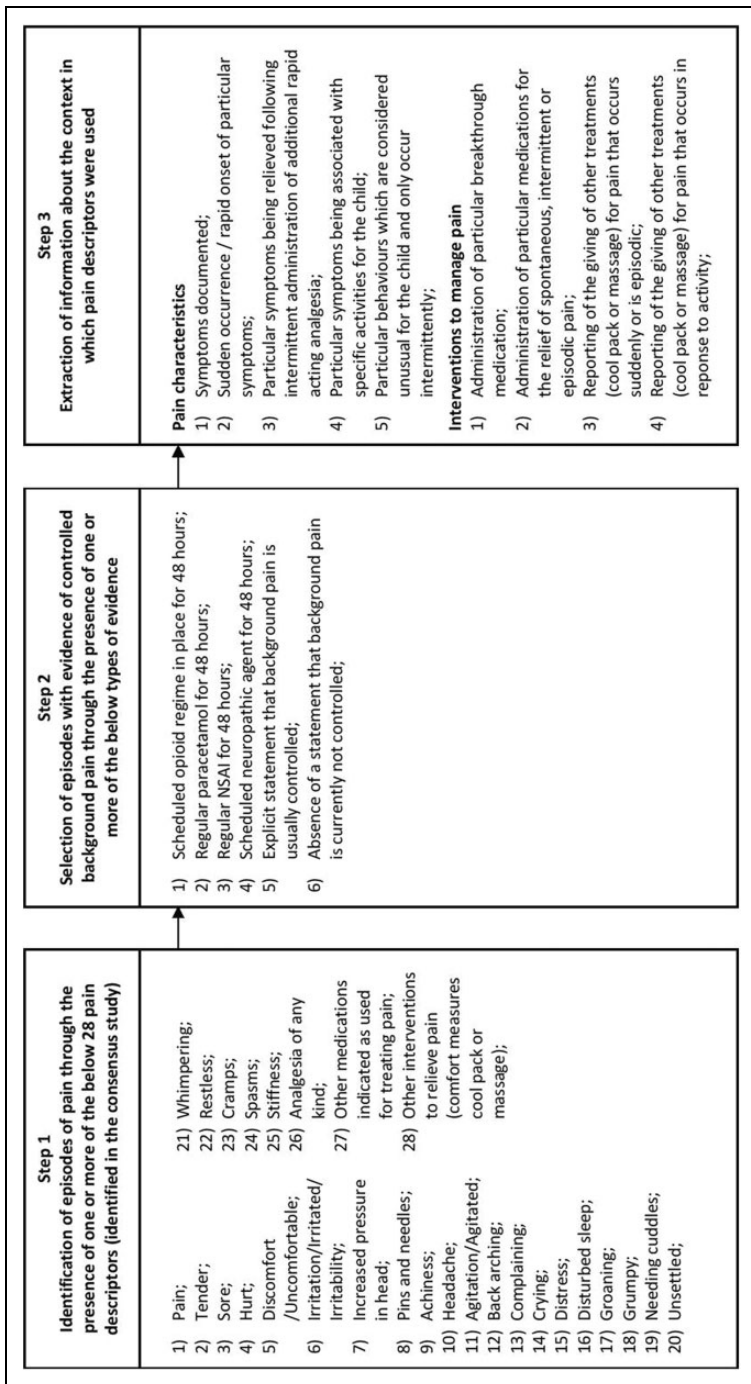 Step 1
Identification of episodes of pain through the
presence of one or more of the below 28 pain
descriptors (identified in the consensus study)
1) Pain;
2) Tender;
3) Sore;
4) Hurt;
5) Discomfort
/Uncomfortable;
6) Irritation/Irritated/
Irritability;
7) Increased pressure
in head;
8) Pins and needles;
9) Achiness;
10) Headache;
11) Agitation/Agitated;
12) Back arching;
13) Complaining;
14) Crying;
15) Distress;
16) Disturbed sleep;
17) Groaning;
18) Grumpy;
19) Needing cuddles;
20) Unsettled;
21) Whimpering;
22) Restless;
23) Cramps;
24) Spasms;
25) Stiffness;
26) Analgesia of any
kind;
27) Other medications
indicated as used
for treating pain;
28) Other interventions
to relieve pain
(comfort measures
cool pack or
massage);
Step 2
Selection of episodes with evidence of controlled
background pain through the presence of one or
more of the below types of evidence
1) Scheduled opioid regime in place for 48 hours;
2) Regular paracetamol for 48 hours;
3) Regular NSAI for 48 hours;
4) Scheduled neuropathic agent for 48 hours;
5) Explicit statement that background pain is
usually controlled;
6) Absence of a statement that background pain
is currently not controlled;
Step 3
Extraction of information about the context in
which pain descriptors were used
Pain characteristics
1) Symptoms documented;
2) Sudden occurrence / rapid onset of particular
symptoms;
3) Particular symptoms being relieved following
intermittent administration of additional rapid
acting analgesia;
4) Particular symptoms being associated with
specific activities for the child;
5) Particular behaviours which are considered
unusual for the child and only occur
intermittently;
Interventions to manage pain
1) Administration of particular breakthrough
medication;
2) Administration of particular medications for
the relief of spontaneous, intermittent or
episodic pain;
3) Reporting of the giving of other treatments
(cool pack or massage) for pain that occurs
suddenly or is episodic;
4) Reporting of the giving of other treatments
(cool pack or massage) for pain that occurs in
reponse to activity;